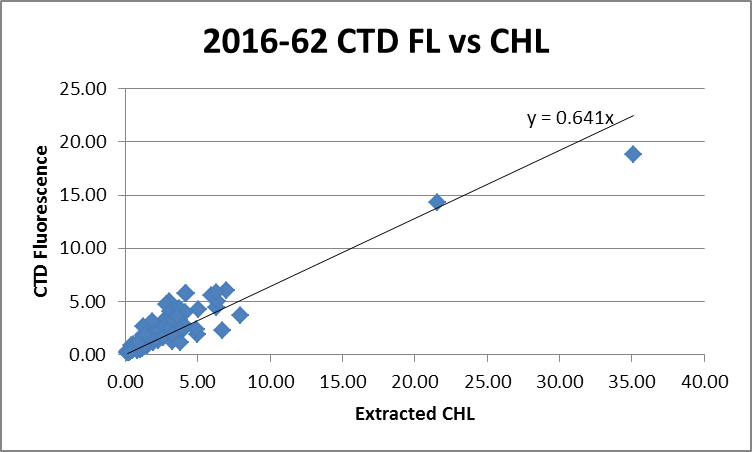 2016-62 CTD FL vs CHL
25.00
20.00
15.00
10.00
5.00
0.00
CTD Fluorescence
y = 0.641x
0.00 5.00 10.00 15.00 20.00 25.00 30.00 35.00 40.00
Extracted CHL